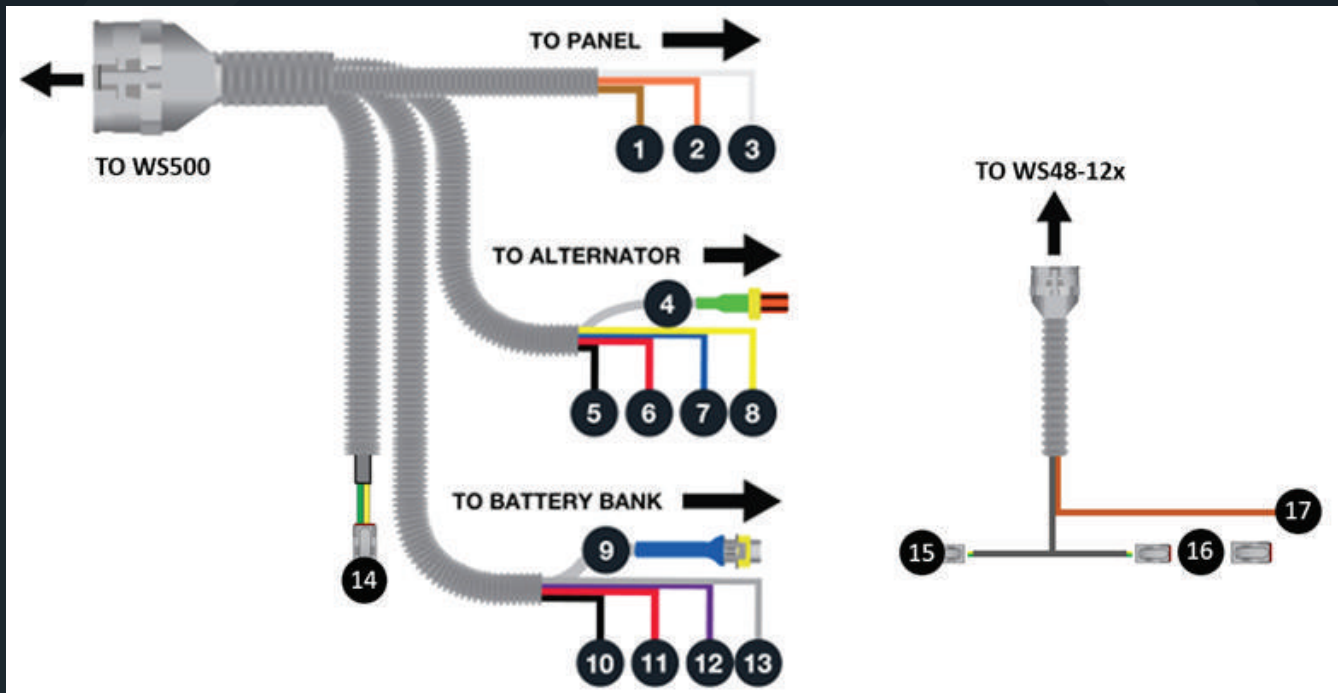 TO PANEL
TO WS500
1 2 3
TO WS48-12x
TO ALTERNATOR
4
5 6 7 8
TO BATTERY BANK
9
17
15 16
14
10 11 12 13